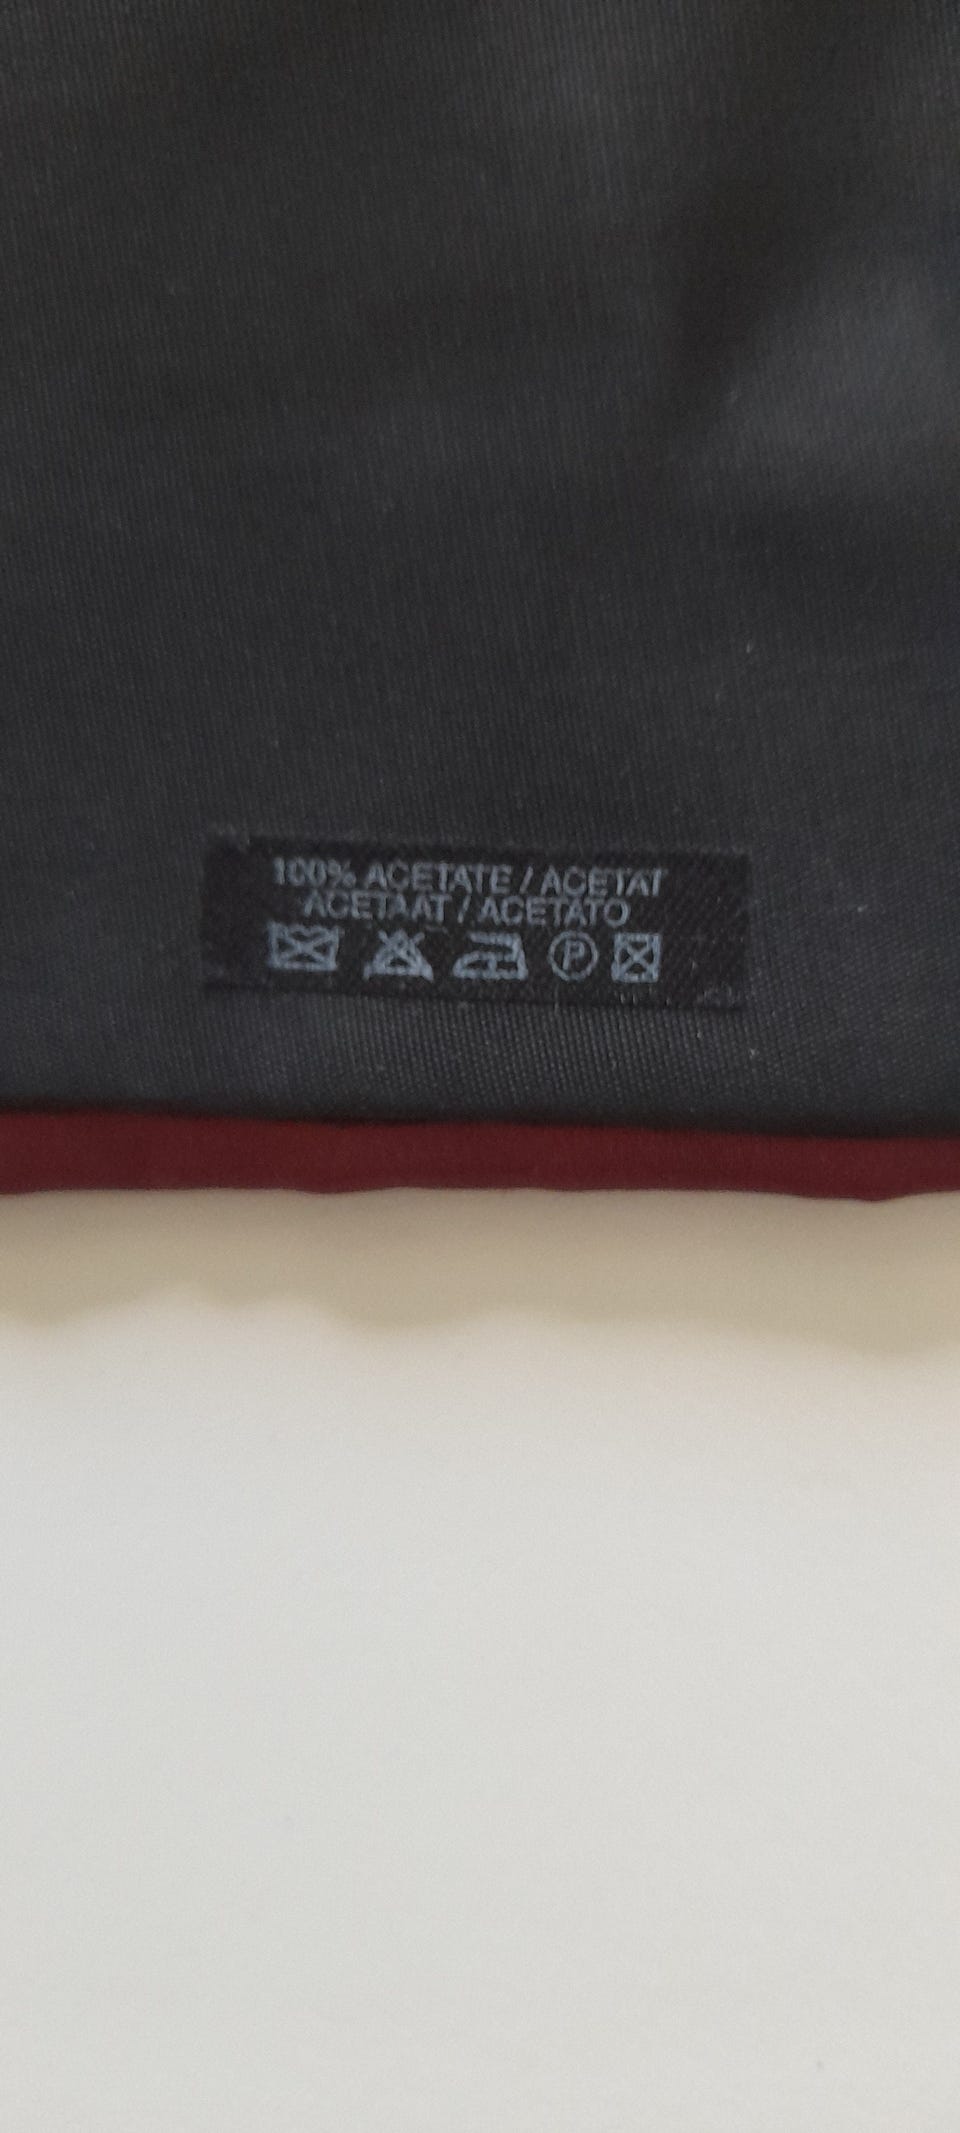 100% ACETATE / ACETAT
ACETAAT / ACETATO
P